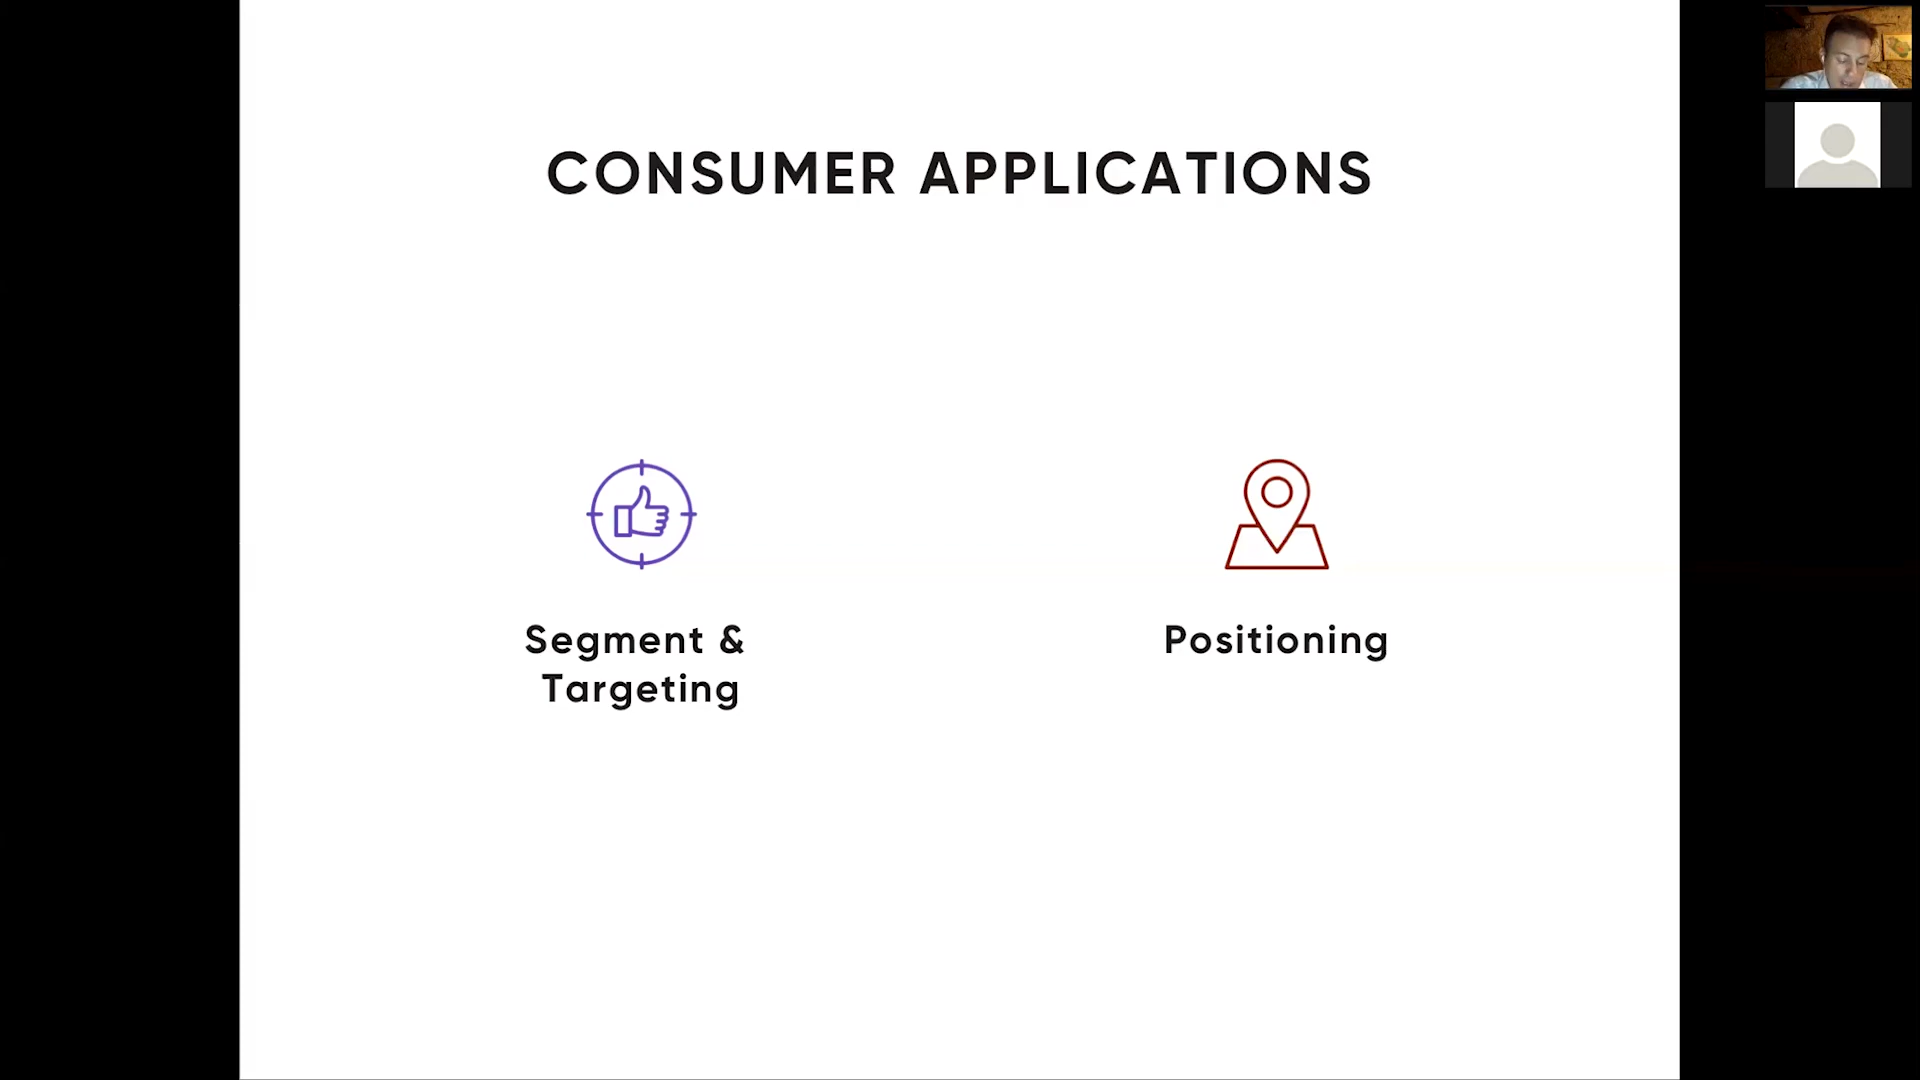 CONSUMER APPLICATIONS
Segment &
Targeting
Positioning